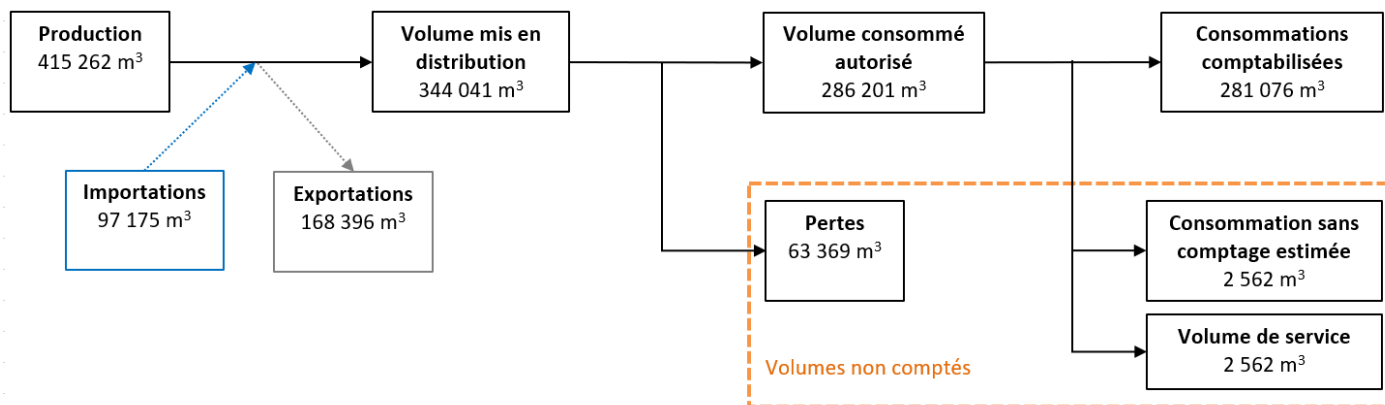 Production
415 262 m³
Volume mis en
distribution
344 041 m³
Volume consommé
autorisé
286 201 m³
Consommations
comptabilisées
281 076 m³
Importations
97 175 m³
Exportations
168 396 m³
Pertes
63 369 m³
Consommation sans
comptage estimée
2 562 m³
Volume de service
2 562 m³
Volumes non comptés